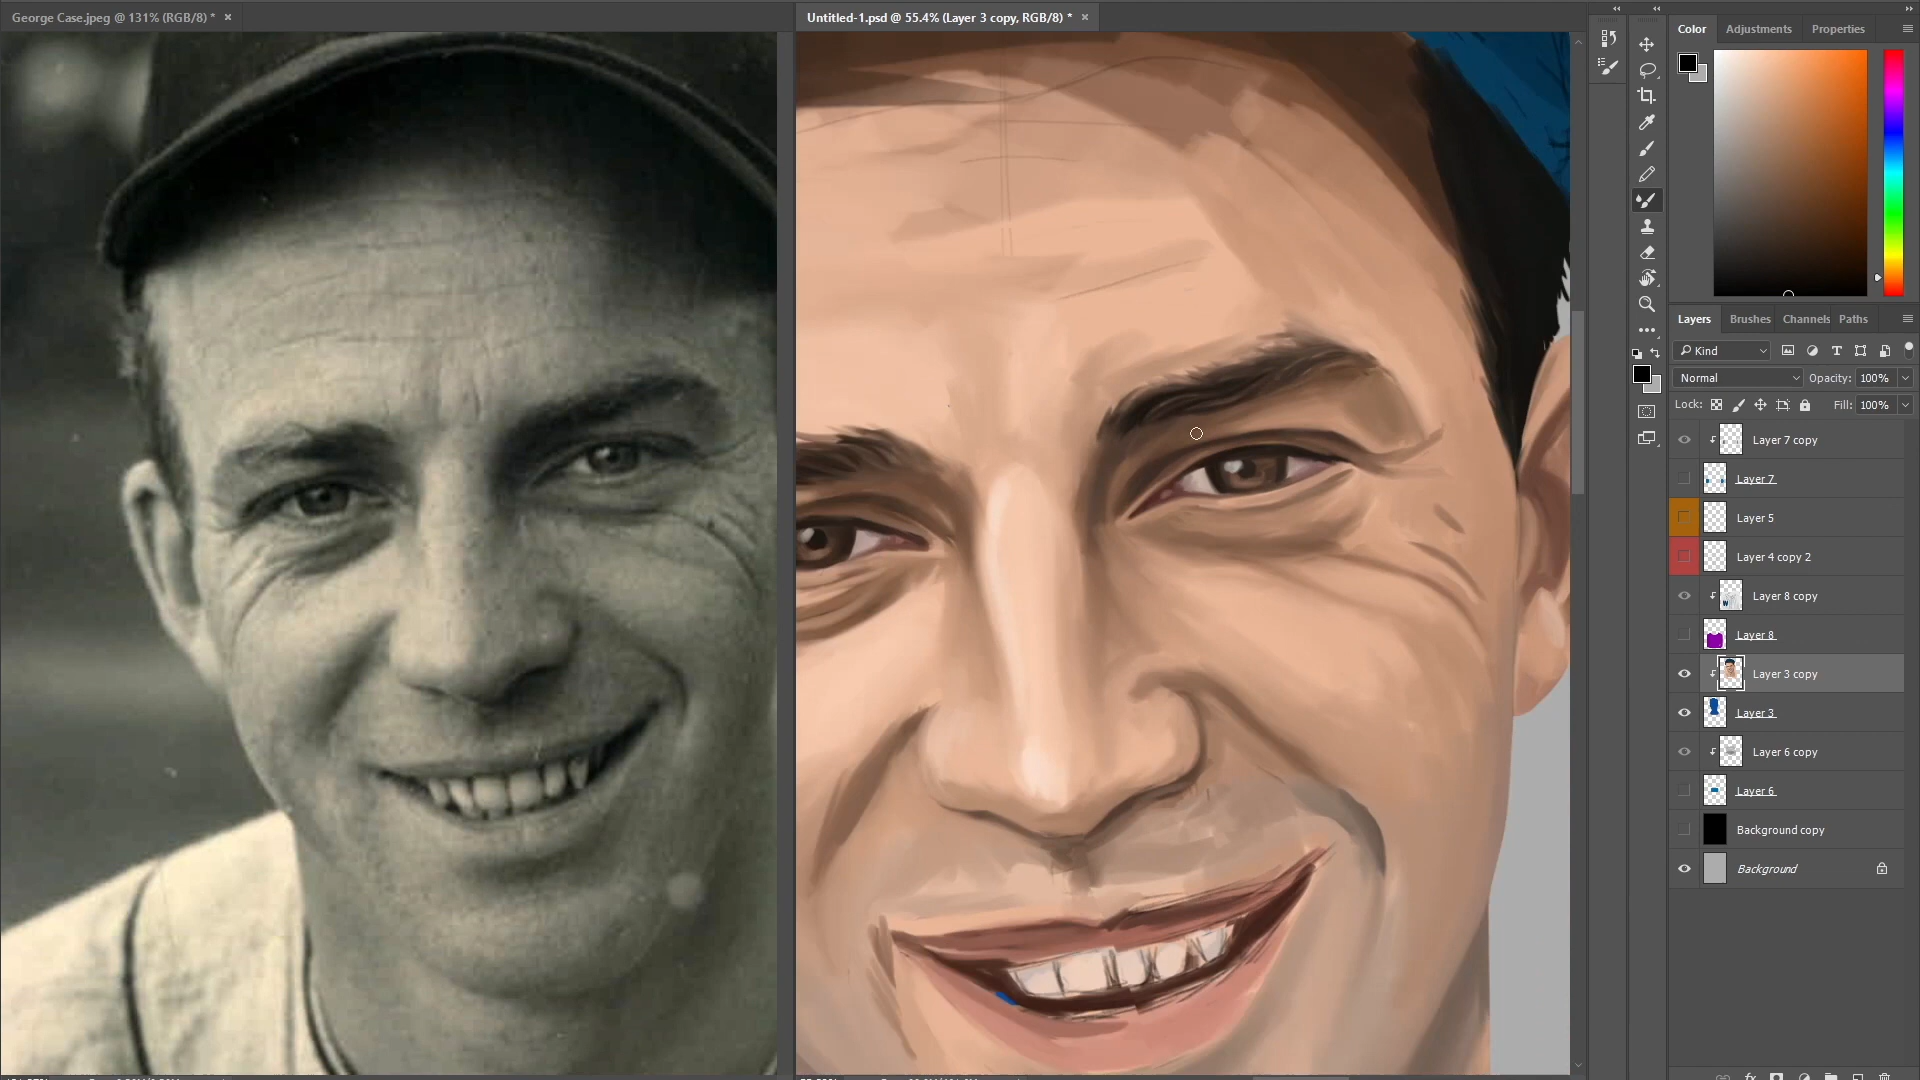 George Case.jpeg @ 131% (RGB/8) * ×
Untitled-1.psd @ 55.4% (Layer 3 copy, RGB/8) * ×
Color Adjustments Properties
Layers Brushes Channels Paths
Kind
Normal Opacity: 100%
Lock: Fill: 100%
Layer 7 copy
Layer 7
Layer 5
Layer 4 copy 2
Layer 8 copy
Layer 8
Layer 3 copy
Layer 3
Layer 6 copy
Layer 6
Background copy
Background
fx